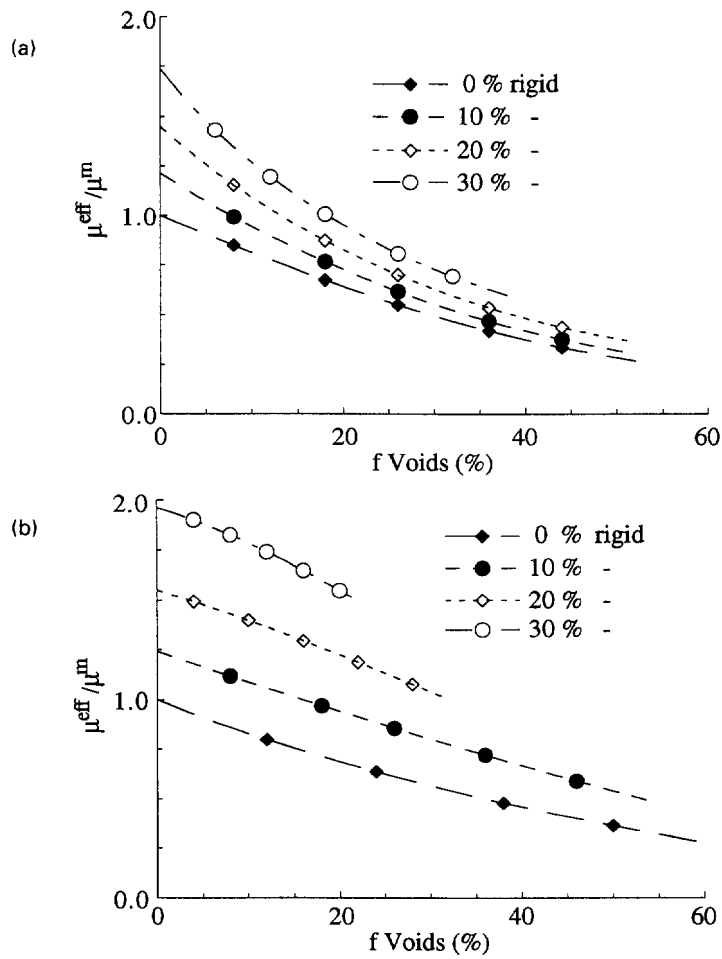 (a)
2.0
1.0
0.0
μeff/μm
0 % rigid
10 % -
20 % -
30 % -
0 20 40 60
f Voids (%)
(b)
2.0
1.0
0.0
μeff/μm
0 % rigid
10 % -
20 % -
30 % -
0 20 40 60
f Voids (%)